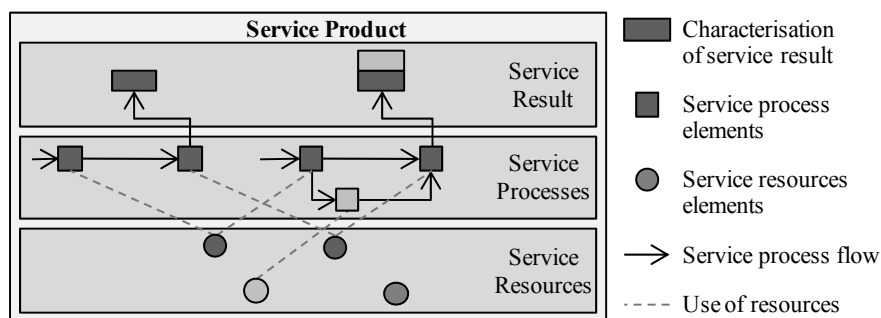 Service Product
Service
Result
Service
Processes
Service
Resources
Characterisation
of service result
Service process
elements
Service resources
elements
Service process flow
Use of resources